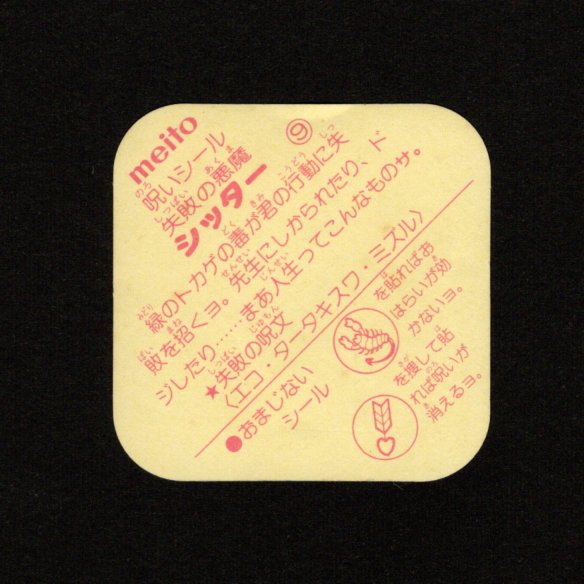 meito
⑨
呪いシール
失敗の悪魔
シッター
緑のトカゲの毒が君の行動に失
敗を招くヨ。先生にしかられたり、ド
ジしたり……まあ人生ってこんなものサ。
★失敗の呪文
〈エコ・タータキスワ・ミズル〉
●おまじない
シール
を貼ればお
はらいが効
かないヨ。
を捜して貼
れば呪いが
消えるヨ。